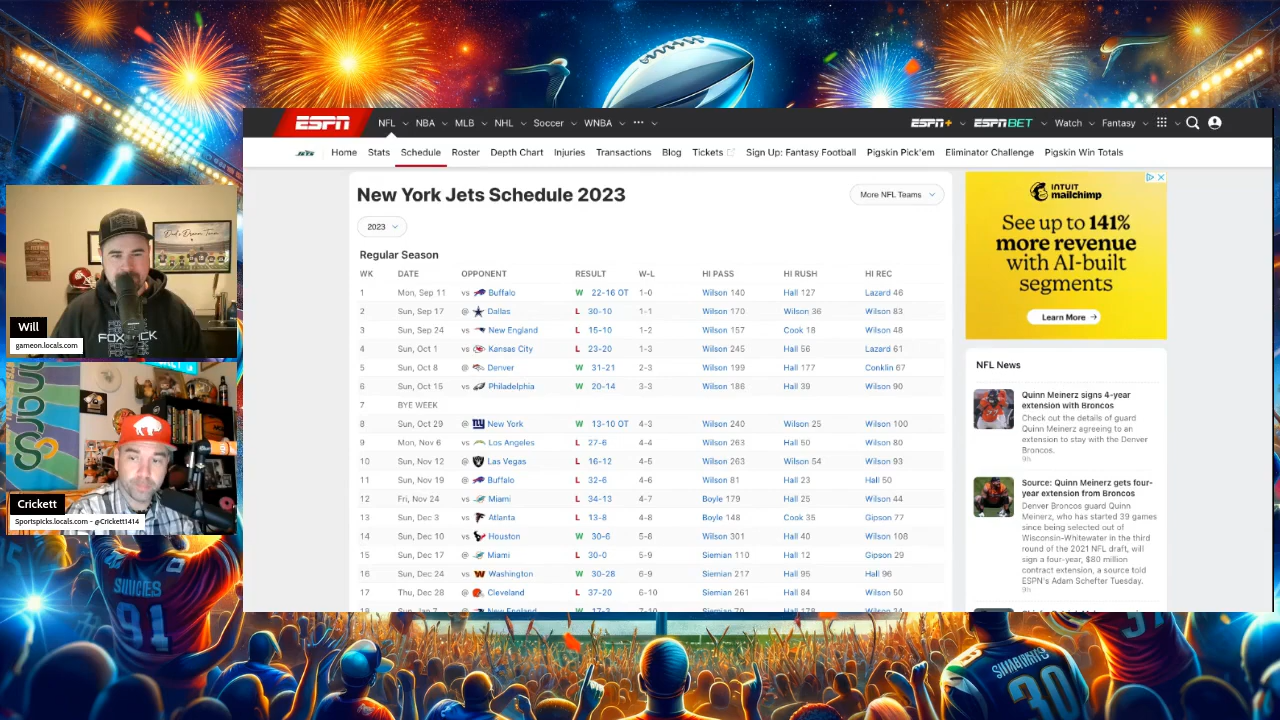 ESPN NFL NBA MLB NHL Soccer WNBA ••• ESPN+ ESPN BET Watch Fantasy
JETS Home Stats Schedule Roster Depth Chart Injuries Transactions Blog Tickets Sign Up: Fantasy Football Pigskin Pick'em Eliminator Challenge Pigskin Win Totals
New York Jets Schedule 2023
More NFL Teams
2023
Regular Season
WK DATE OPPONENT RESULT W-L HI PASS HI RUSH HI REC
1 Mon, Sep 11 vs Buffalo W 22-16 OT 1-0 Wilson 140 Hall 127 Lazard 46
2 Sun, Sep 17 @ Dallas L 30-10 1-1 Wilson 170 Wilson 36 Wilson 83
3 Sun, Sep 24 vs New England L 15-10 1-2 Wilson 157 Cook 18 Wilson 48
4 Sun, Oct 1 vs Kansas City L 23-20 1-3 Wilson 245 Hall 56 Lazard 61
5 Sun, Oct 8 @ Denver W 31-21 2-3 Wilson 199 Hall 177 Conklin 67
6 Sun, Oct 15 vs Philadelphia W 20-14 3-3 Wilson 186 Hall 39 Wilson 90
7 BYE WEEK
8 Sun, Oct 29 @ New York W 13-10 OT 4-3 Wilson 240 Wilson 25 Wilson 100
9 Mon, Nov 6 vs Los Angeles L 27-6 4-4 Wilson 263 Hall 50 Wilson 80
10 Sun, Nov 12 @ Las Vegas L 16-12 4-5 Wilson 263 Wilson 54 Wilson 93
11 Sun, Nov 19 @ Buffalo L 32-6 4-6 Wilson 81 Hall 23 Hall 50
12 Fri, Nov 24 vs Miami L 34-13 4-7 Boyle 179 Hall 25 Wilson 44
13 Sun, Dec 3 vs Atlanta L 13-8 4-8 Boyle 148 Cook 35 Gipson 77
14 Sun, Dec 10 vs Houston W 30-6 5-8 Wilson 301 Hall 40 Wilson 108
15 Sun, Dec 17 @ Miami L 30-0 5-9 Siemian 110 Hall 12 Gipson 29
16 Sun, Dec 24 vs Washington W 30-28 6-9 Siemian 217 Hall 95 Hall 96
17 Thu, Dec 28 @ Cleveland L 37-20 6-10 Siemian 261 Hall 84 Wilson 50
18 Sun, Jan 7 @ New England W 17-3 7-10 Siemian 70 Hall 178
INTUIT
mailchimp
See up to 141%
more revenue
with AI-built
segments
Learn More →
NFL News
Quinn Meinerz signs 4-year
extension with Broncos
Check out the details of guard
Quinn Meinerz agreeing to an
extension to stay with the Denver
Broncos.
9h
Source: Quinn Meinerz gets four-
year extension from Broncos
Denver Broncos guard Quinn
Meinerz, who has started 39 games
since being selected out of
Wisconsin-Whitewater in the third
round of the 2021 NFL draft, will
sign a four-year, $80 million
contract extension, a source told
ESPN's Adam Schefter Tuesday.
9h
Will
gameon.locals.com
Crickett
Sportspicks.locals.com - @Crickett1414
SUNCIES
91
30